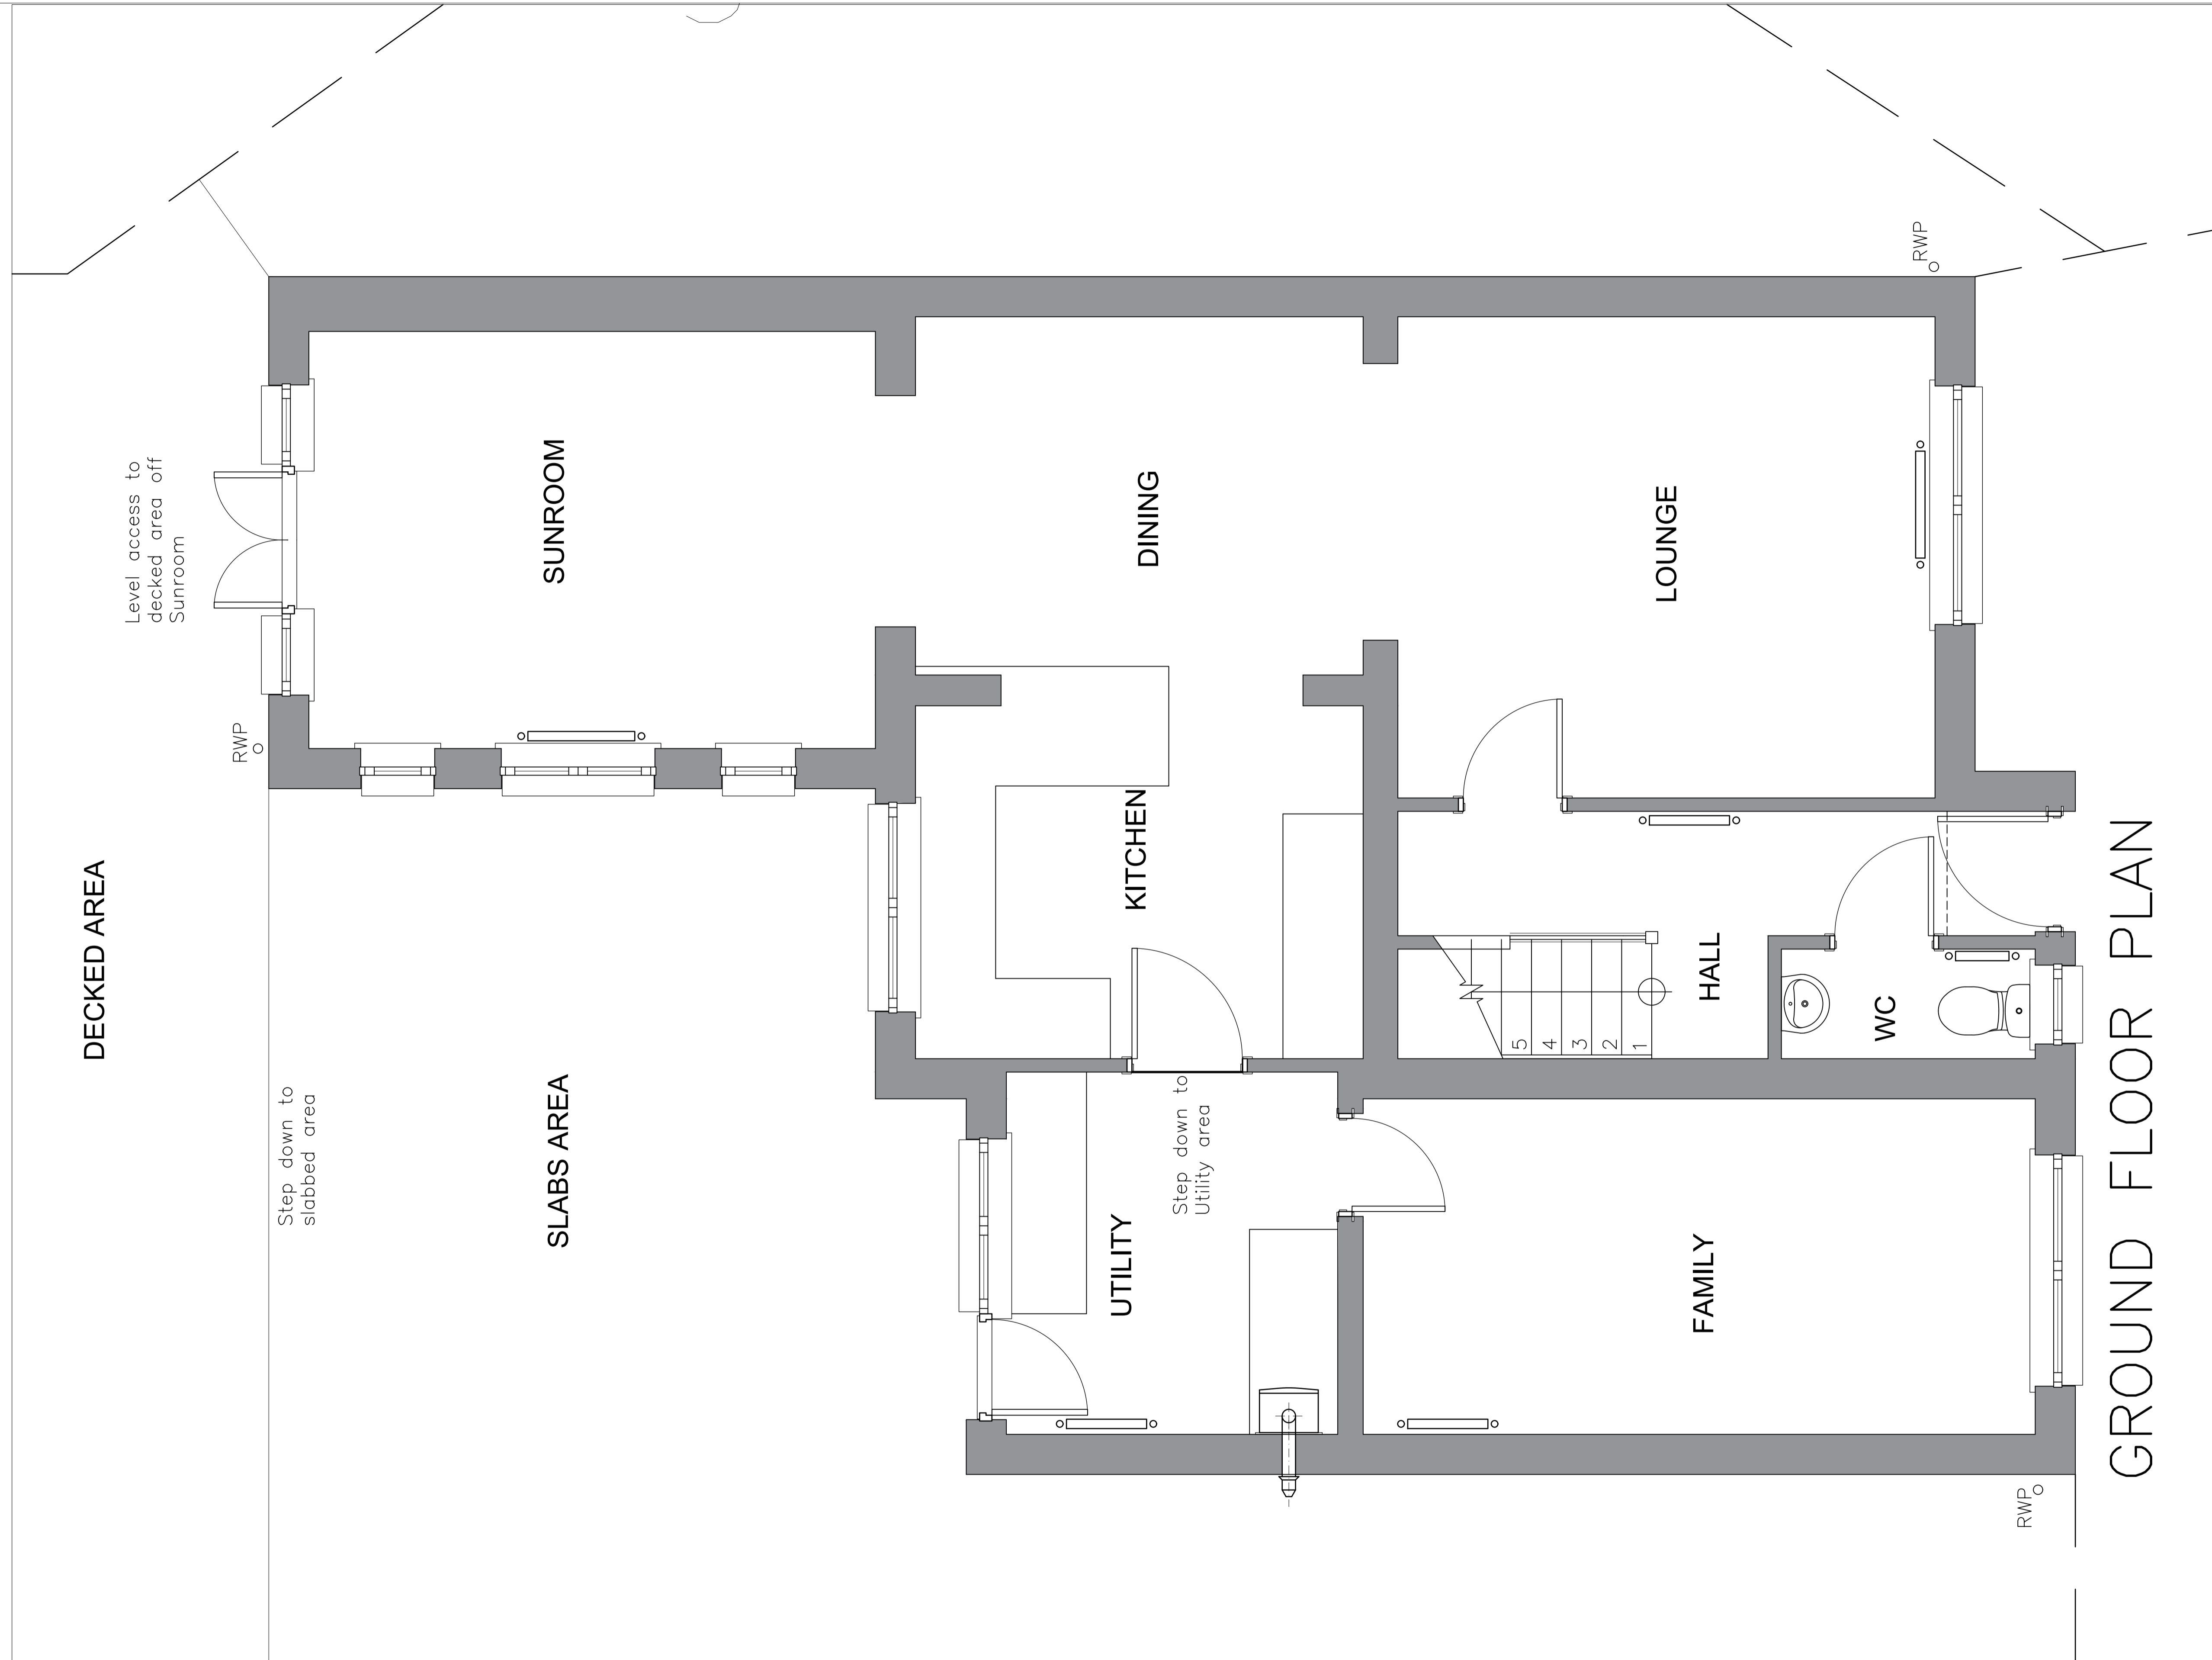 DECKED AREA
Level access to
decked area off
Sunroom
RWP
Step down to
slabbed area
SLABS AREA
SUNROOM
DINING
KITCHEN
UTILITY
Step down to
Utility area
LOUNGE
HALL
5
4
3
2
1
WC
FAMILY
RWP
RWP
GROUND FLOOR PLAN